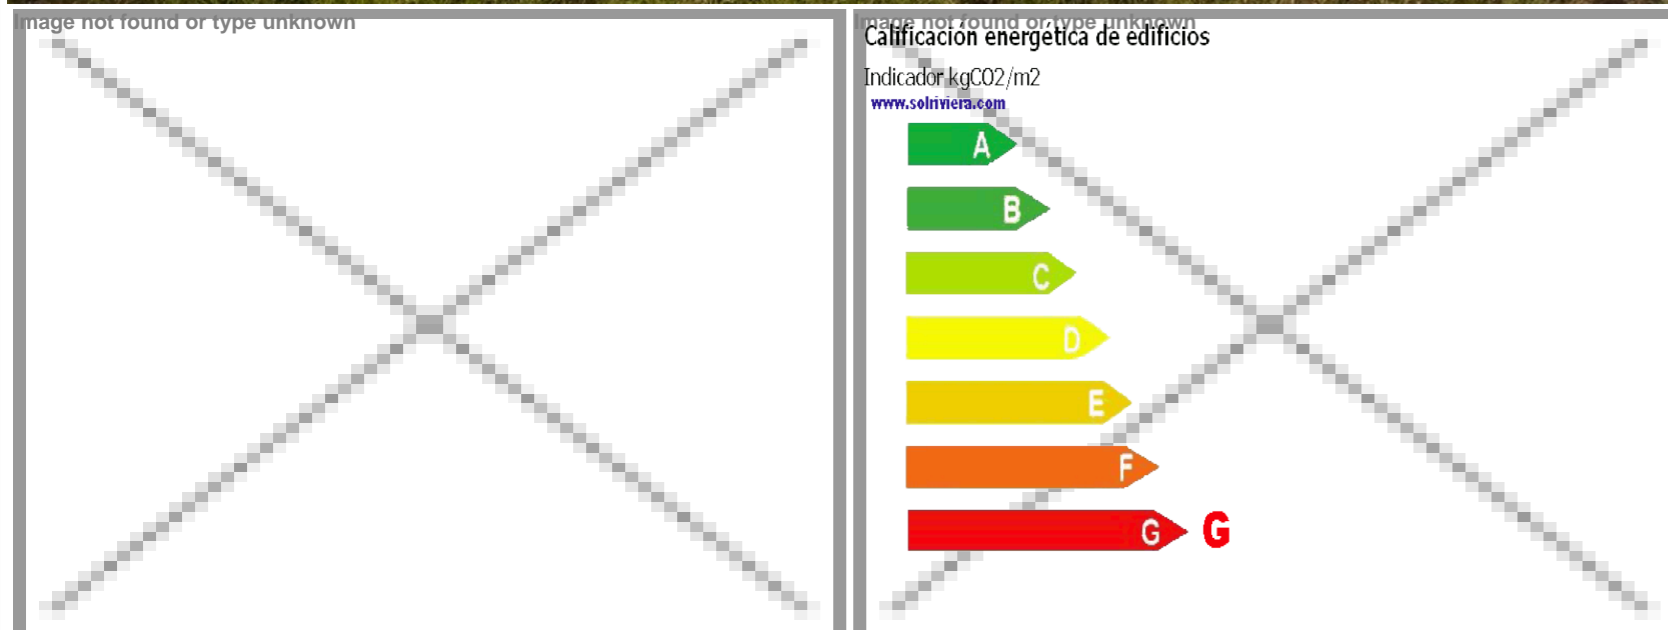 Image not found or type unknown
Image not found or type unknown
Calificación energética de edificios
Indicador kgCO2/m2
www.solriviera.com
A
B
C
D
E
F
G G